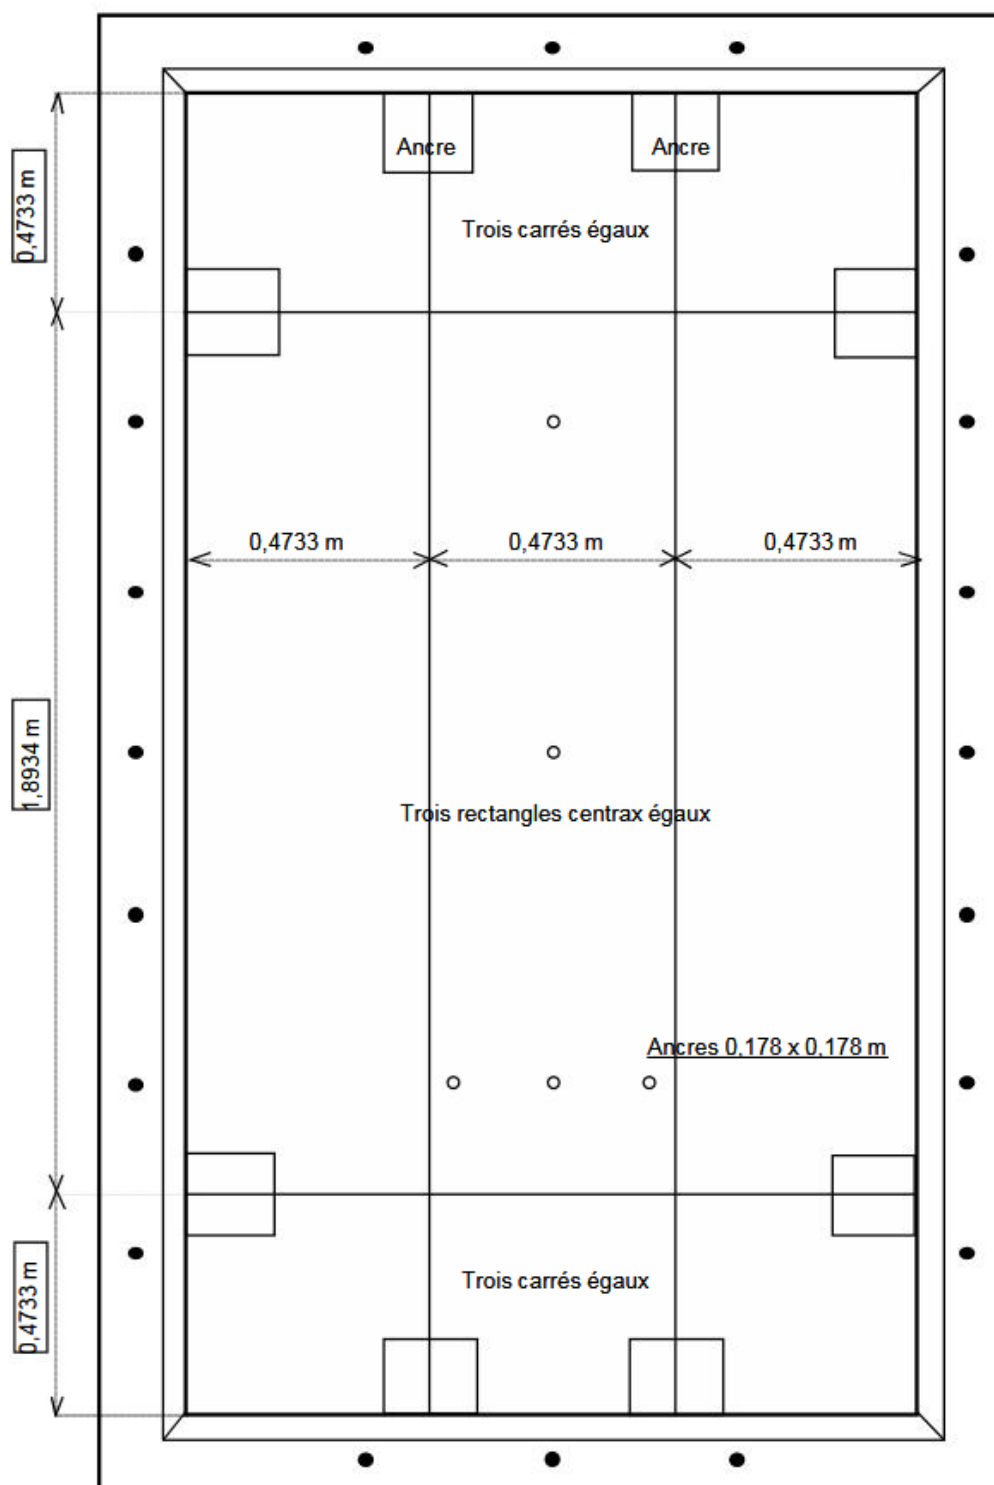 Ancre
Ancre
0,4733 m
Trois carrés égaux
0,4733 m
0,4733 m
0,4733 m
1,8934 m
Trois rectangles centrax égaux
Ancres 0,178 x 0,178 m
Trois carrés égaux
0,4733 m